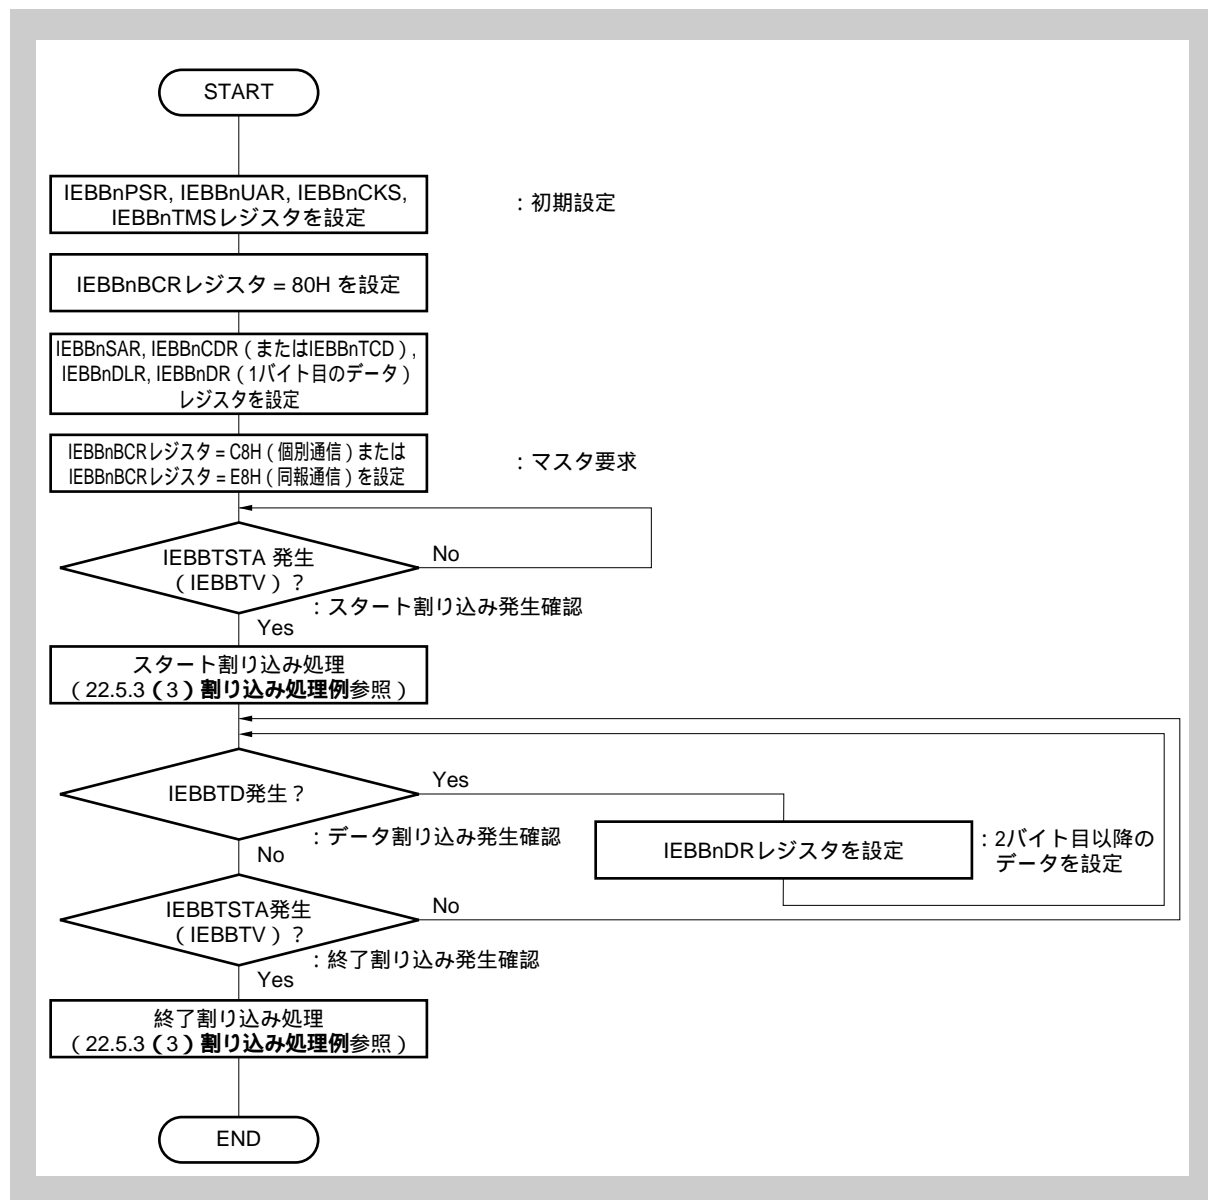 START
IEBBnPSR, IEBBnUAR, IEBBnCKS,
IEBBnTMSレジスタを設定
：初期設定
IEBBnBCRレジスタ = 80H を設定
IEBBnSAR, IEBBnCDR（またはIEBBnTCD）,
IEBBnDLR, IEBBnDR（1バイト目のデータ）
レジスタを設定
IEBBnBCRレジスタ = C8H（個別通信）または
IEBBnBCRレジスタ = E8H（同報通信）を設定
：マスタ要求
IEBBTSTA 発生
（IEBBTV）？
No
：スタート割り込み発生確認
Yes
スタート割り込み処理
（22.5.3（3）割り込み処理例参照）
IEBBTD発生？
Yes
：データ割り込み発生確認
No
IEBBnDRレジスタを設定
：2バイト目以降の
データを設定
IEBBTSTA発生
（IEBBTV）？
No
：終了割り込み発生確認
Yes
終了割り込み処理
（22.5.3（3）割り込み処理例参照）
END